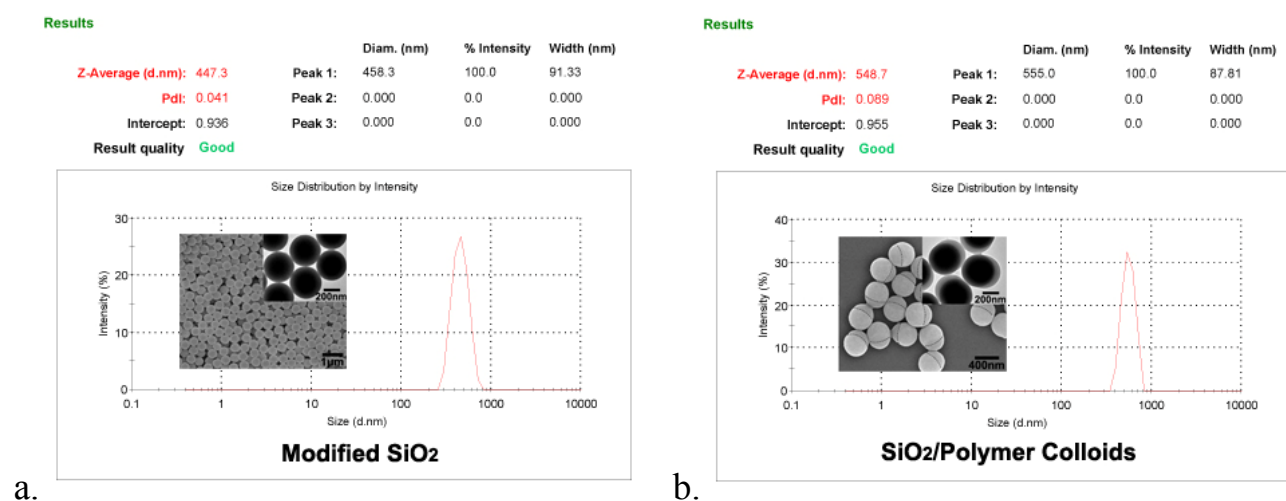 Results
Diam. (nm) % Intensity Width (nm)
Z-Average (d.nm): 447.3 Peak 1: 458.3 100.0 91.33
PdI: 0.041 Peak 2: 0.000 0.0 0.000
Intercept: 0.936 Peak 3: 0.000 0.0 0.000
Result quality Good
Size Distribution by Intensity
Intensity (%)
30
20
10
0
200nm
1μm
0.1 1 10 100 1000 10000
Size (d.nm)
Modified SiO2
a.
Results
Diam. (nm) % Intensity Width (nm)
Z-Average (d.nm): 548.7 Peak 1: 555.0 100.0 87.81
PdI: 0.089 Peak 2: 0.000 0.0 0.000
Intercept: 0.955 Peak 3: 0.000 0.0 0.000
Result quality Good
Size Distribution by Intensity
Intensity (%)
40
30
20
10
0
200nm
400nm
0.1 1 10 100 1000 10000
Size (d.nm)
SiO2/Polymer Colloids
b.